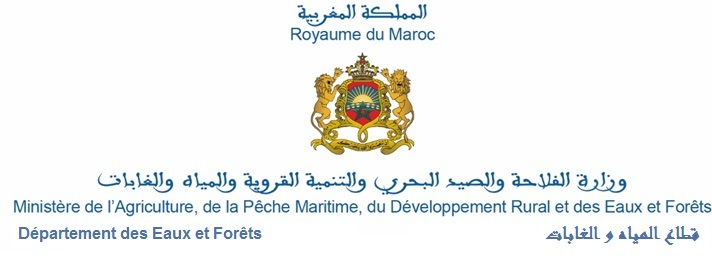 المملكة المغربية
Royaume du Maroc
وزارة الفلاحة والصيد البحري والتنمية القروية والمياه والغابات
Ministère de l'Agriculture, de la Pêche Maritime, du Développement Rural et des Eaux et Forêts
Département des Eaux et Forêts
قطاع المياه و الغابات